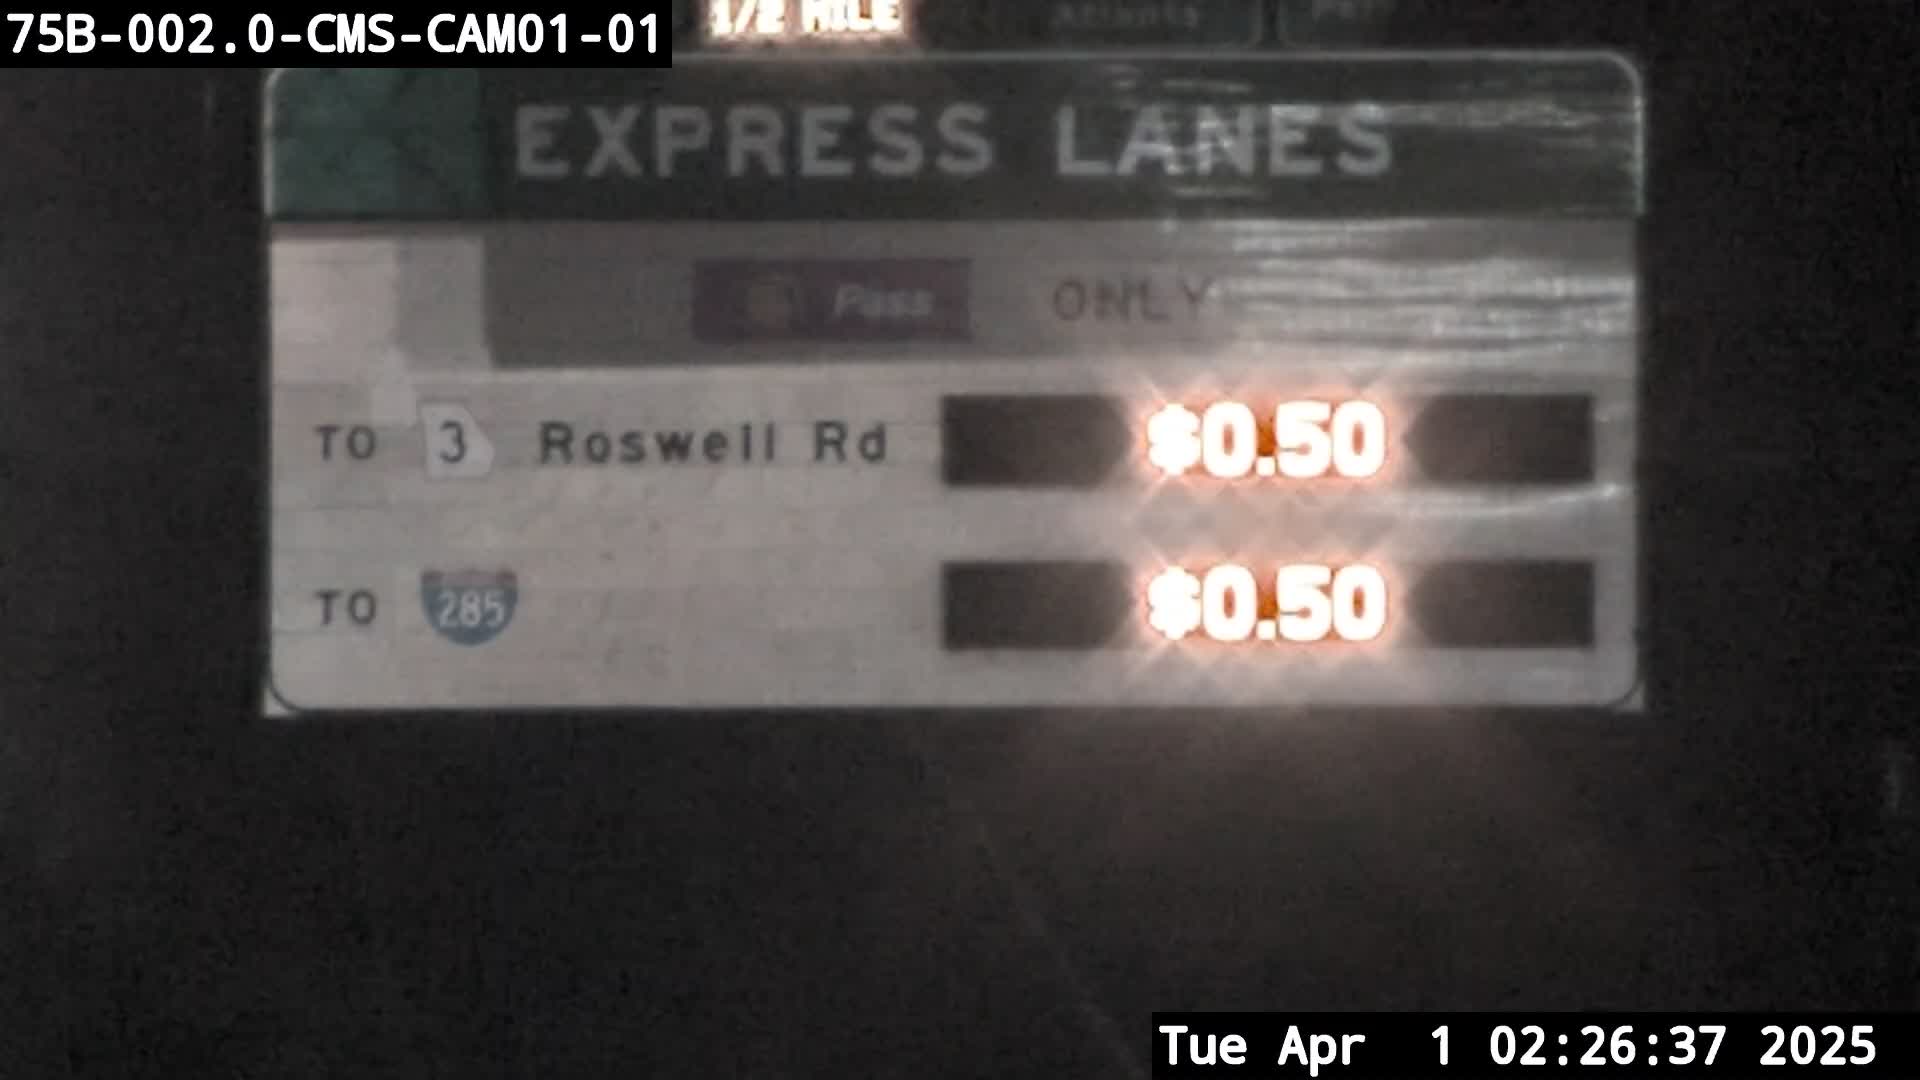 75B-002.0-CMS-CAM01-01
1/2 MILE
Atlanta
EXPRESS LANES
Pass ONLY
TO 3 Roswell Rd $0.50
TO 285 $0.50
Tue Apr 1 02:26:37 2025